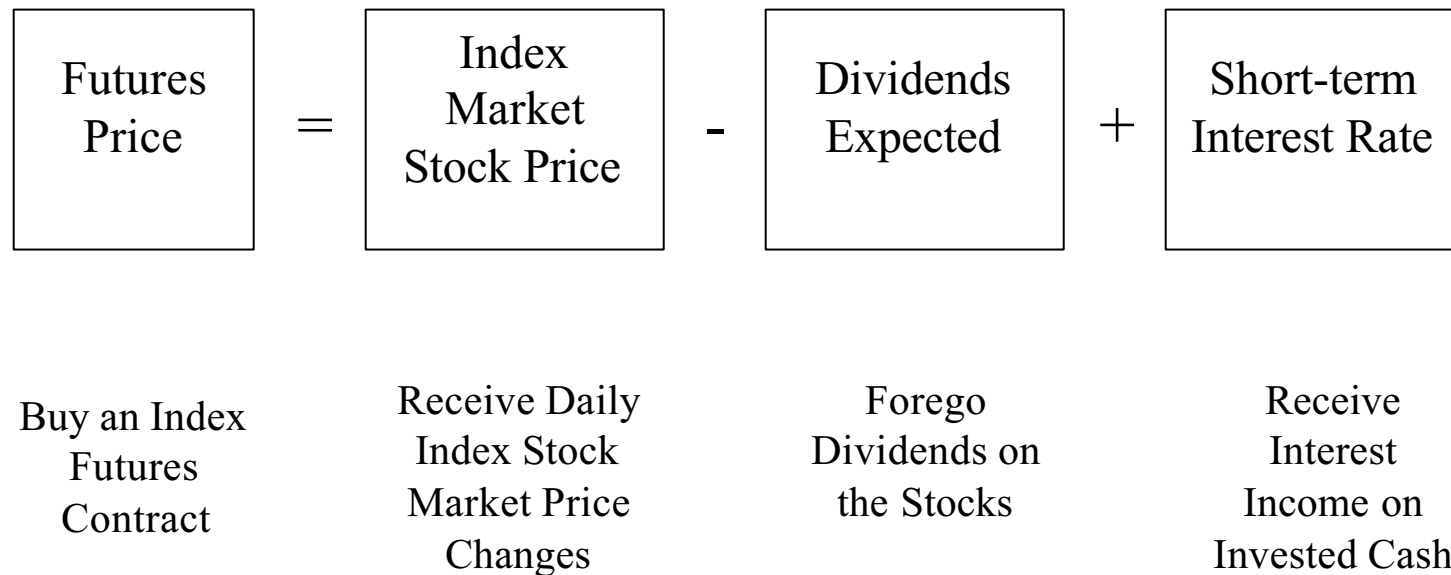 Futures
Price
=
Index
Market
Stock Price
-
Dividends
Expected
+
Short-term
Interest Rate
Buy an Index
Futures
Contract
Receive Daily
Index Stock
Market Price
Changes
Forego
Dividends on
the Stocks
Receive
Interest
Income on
Invested Cash